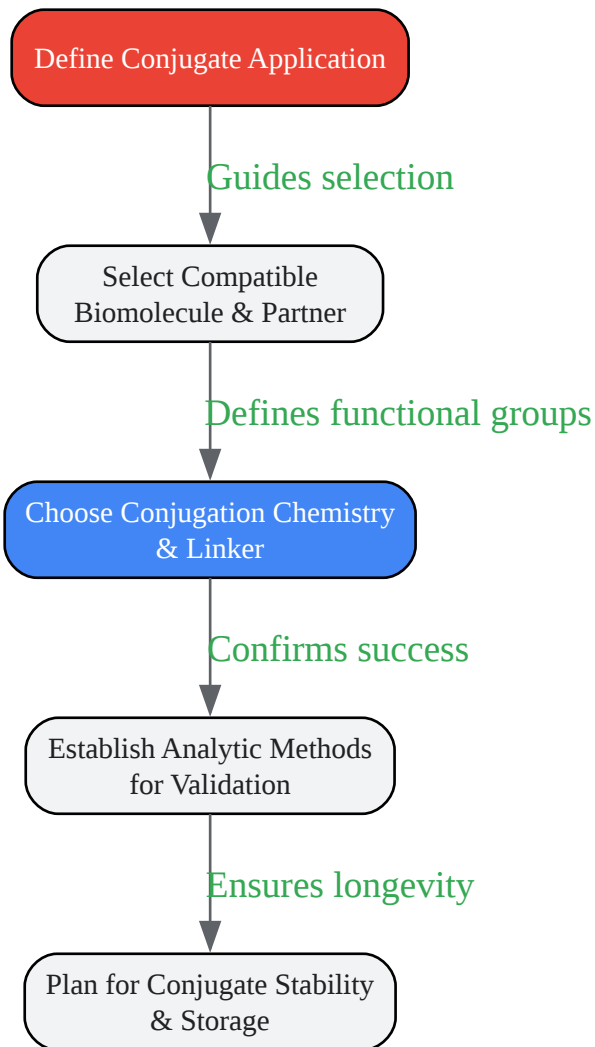 Define Conjugate Application
Guides selection
Select Compatible
Biomolecule & Partner
Defines functional groups
Choose Conjugation Chemistry
& Linker
Confirms success
Establish Analytic Methods
for Validation
Ensures longevity
Plan for Conjugate Stability
& Storage